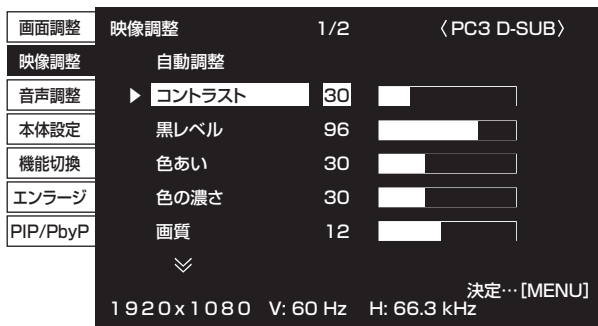 画面調整
映像調整
音声調整
本体設定
機能切換
エンラージ
PIP/PbyP
映像調整 1/2 〈PC3 D-SUB〉
自動調整
コントラスト 30
黒レベル 96
色あい 30
色の濃さ 30
画質 12
決定…[MENU]
1920x1080 V: 60 Hz H: 66.3 kHz